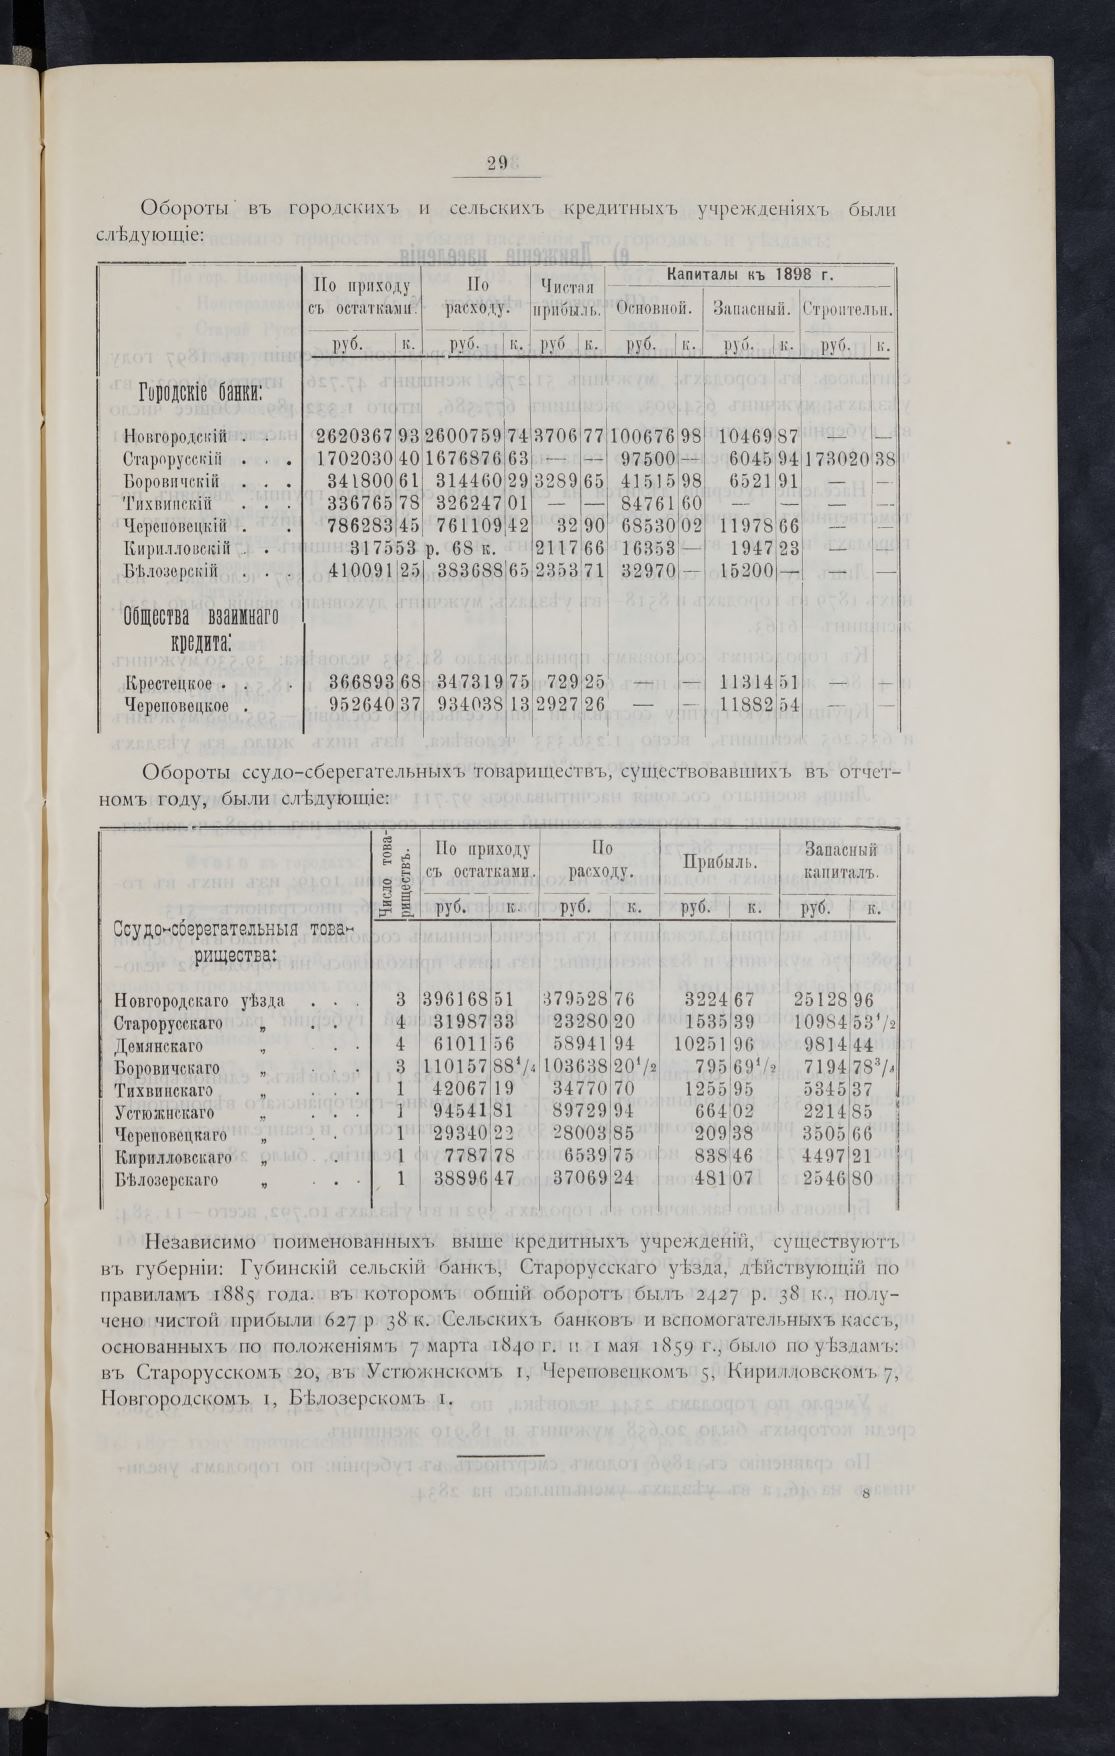 29
Обороты въ городскихъ и сельскихъ кредитныхъ учрежденіяхъ были
слѣдующіе:
По приходу съ остатками. По расходу. Чистая прибыль. Капиталы къ 1898 г.
Основной. Запасный. Строительн.
руб. к. руб. к. руб к. руб. к. руб. к. руб. к.
Городскіе банки:
Новгородскій . . 2620367 93 2600759 74 3706 77 100676 98 10469 87 — —
Старорусскій . . . 1702030 40 1676876 63 — — 97500 — 6045 94 173020 38
Боровичскій . . . 341800 61 314460 29 3289 65 41515 98 6521 91 — —
Тихвинскій . . . 336765 78 326247 01 — — 84761 60 — — — —
Череповецкій . . 786283 45 761109 42 32 90 68530 02 11978 66 — —
Кирилловскій . . 317553 р. 68 к. 2117 66 16353 — 1947 23 — —
Бѣлозерскій . . . 410091 25 383688 65 2353 71 32970 — 15200 — — —
Общества взаимнаго
кредита:
Крестецкое . . . 366893 68 347319 75 729 25 — — 11314 51 — —
Череповецкое . 952640 37 934038 13 2927 26 — — 11882 54 — —
Обороты ссудо-сберегательныхъ товариществъ, существовавшихъ въ отчет-
номъ году, были слѣдующіе:
Число това-риществъ. По приходу съ остатками. По расходу. Прибыль. Запасный капиталъ.
руб. к. руб. к. руб. к. руб. к.
Ссудо-сберегательныя това-
рищества:
Новгородскаго уѣзда . . . 3 396168 51 379528 76 3224 67 25128 96
Старорусскаго „ . . 4 31987 33 23280 20 1535 39 10984 53½
Демянскаго „ . . . 4 61011 56 58941 94 10251 96 9814 44
Боровичскаго „ . . . 3 110157 88¼ 103638 20½ 795 69½ 7194 78¾
Тихвинскаго „ . . . 1 42067 19 34770 70 1255 95 5345 37
Устюжнскаго „ . . . 1 94541 81 89729 94 664 02 2214 85
Череповецкаго „ . . 1 29340 22 28003 85 209 38 3505 66
Кирилловскаго „ . 1 7787 78 6539 75 838 46 4497 21
Бѣлозерскаго „ . . . 1 38896 47 37069 24 481 07 2546 80
Независимо поименованныхъ выше кредитныхъ учрежденій, существуютъ
въ губерніи: Губинскій сельскій банкъ, Старорусскаго уѣзда, дѣйствующій по
правиламъ 1885 года. въ которомъ общій оборотъ былъ 2427 р. 38 к., полу-
чено чистой прибыли 627 р 38 к. Сельскихъ банковъ и вспомогательныхъ кассъ,
основанныхъ по положеніямъ 7 марта 1840 г. и 1 мая 1859 г., было по уѣздамъ:
въ Старорусскомъ 20, въ Устюжнскомъ 1, Череповецкомъ 5, Кирилловскомъ 7,
Новгородскомъ 1, Бѣлозерскомъ 1.
8